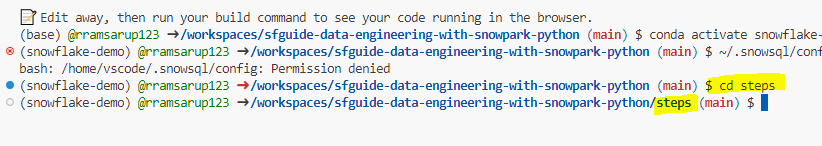 📝 Edit away, then run your build command to see your code running in the browser.
(base) @rramsarup123 ➜/workspaces/sfguide-data-engineering-with-snowpark-python (main) $ conda activate snowflake-
(snowflake-demo) @rramsarup123 ➜/workspaces/sfguide-data-engineering-with-snowpark-python (main) $ ~/.snowsql/conf
bash: /home/vscode/.snowsql/config: Permission denied
(snowflake-demo) @rramsarup123 ➜/workspaces/sfguide-data-engineering-with-snowpark-python (main) $ cd steps
(snowflake-demo) @rramsarup123 ➜/workspaces/sfguide-data-engineering-with-snowpark-python/steps (main) $